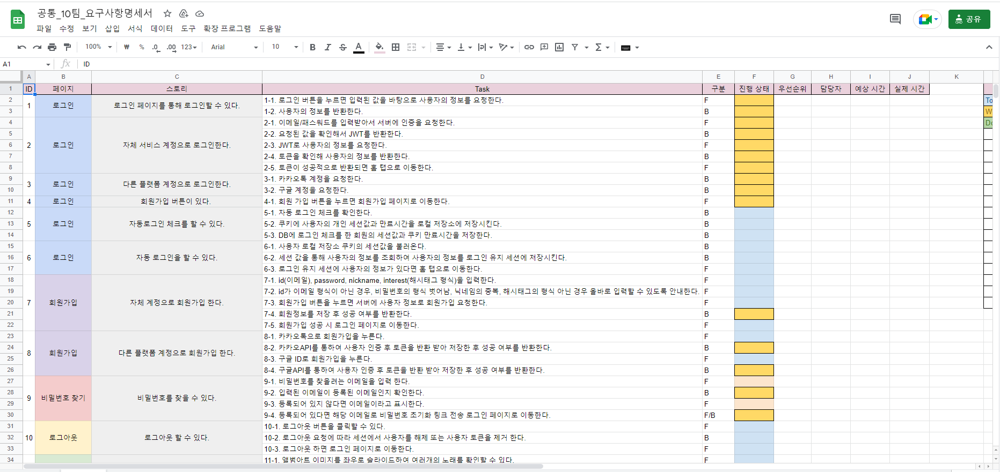 공통_10팀_요구사항명세서
파일 수정 보기 삽입 서식 데이터 도구 확장 프로그램 도움말
공유
100% ₩ % .0 .00 123 Arial 10 B I S A
A1 fx ID
A B C D E F G H I J K
1 ID 페이지 스토리 Task 구분 진행 상태 우선순위 담당자 예상 시간 실제 시간
2 1 로그인 로그인 페이지를 통해 로그인할 수 있다. 1-1. 로그인 버튼을 누르면 입력된 값을 바탕으로 사용자의 정보를 요청한다. F To
3 1-2. 사용자의 정보를 반환한다. B W
4 2-1. 이메일/패스워드를 입력받아서 서버에 인증을 요청한다. F Do
5 2-2. 요청된 값을 확인해서 JWT를 반환한다. B
6 2 로그인 자체 서비스 계정으로 로그인한다. 2-3. JWT로 사용자의 정보를 요청한다. F
7 2-4. 토큰을 확인해 사용자의 정보를 반환한다. B
8 2-5. 토큰이 성공적으로 반환되면 홈 탭으로 이동한다. F
9 3 로그인 다른 플랫폼 계정으로 로그인한다. 3-1. 카카오톡 계정을 요청한다. B
10 3-2. 구글 계정을 요청한다. B
11 4 로그인 회원가입 버튼이 있다. 4-1. 회원 가입 버튼을 누르면 회원가입 페이지로 이동한다. F
12 5-1. 자동 로그인 체크를 확인한다. B
13 5 로그인 자동로그인 체크를 할 수 있다. 5-2. 쿠키에 사용자의 개인 세션값과 만료시간을 로컬 저장소에 저장시킨다. B
14 5-3. DB에 로그인 체크를 한 회원의 세션값과 쿠키 만료시간을 저장한다. B
15 6-1. 사용자 로컬 저장소 쿠키의 세션값을 불러온다. B
16 6 로그인 자동 로그인을 할 수 있다. 6-2. 세션 값을 통해 사용자의 정보를 조회하여 사용자의 정보를 로그인 유지 세션에 저장시킨다. B
17 6-3. 로그인 유지 세션에 사용자의 정보가 있다면 홈 탭으로 이동한다. F
18 7-1. id(이메일), password, nickname, interest(해시태그 형식)을 입력한다. F
19 7-2. id가 이메일 형식이 아닌 경우, 비밀번호의 형식 벗어남, 닉네임의 중복, 해시태그의 형식 아닌 경우 올바로 입력할 수 있도록 안내한다. F
20 7 회원가입 자체 계정으로 회원가입 한다. 7-3. 회원가입 버튼을 누르면 서버에 사용자 정보로 회원가입 요청한다. F
21 7-4. 회원정보를 저장 후 성공 여부를 반환한다. B
22 7-5. 회원가입 성공 시 로그인 페이지로 이동한다. F
23 8-1. 카카오톡으로 회원가입을 누른다. F
24 8 회원가입 다른 플랫폼 계정으로 회원가입 한다. 8-2. 카카오API를 통하여 사용자 인증 후 토큰을 반환 받아 저장한 후 성공 여부를 반환한다. B
25 8-3. 구글 ID로 회원가입을 누른다. F
26 8-4. 구글API를 통하여 사용자 인증 후 토큰을 반환 받아 저장한 후 성공 여부를 반환한다. B
27 9-1. 비밀번호를 찾을려는 이메일을 입력 한다. F
28 9 비밀번호 찾기 비밀번호를 찾을 수 있다. 9-2. 입력된 이메일이 등록된 이메일인지 확인한다. B
29 9-3. 등록되어 있지 않다면 이메일이라고 표시한다. F
30 9-4. 등록되어 있다면 해당 이메일로 비밀번호 초기화 링크 전송 로그인 페이지로 이동한다. F/B
31 10-1. 로그아웃 버튼을 클릭할 수 있다. F
32 10 로그아웃 로그아웃 할 수 있다. 10-2. 로그아웃 요청에 따라 세션에서 사용자를 해제 또는 사용자 토큰을 제거 한다. B
33 10-3. 로그아웃 하면 로그인 페이지로 이동한다. F
34 11-1. 앨범아트 이미지를 좌우로 슬라이드하여 여러개의 노래를 확인할 수 있다. F